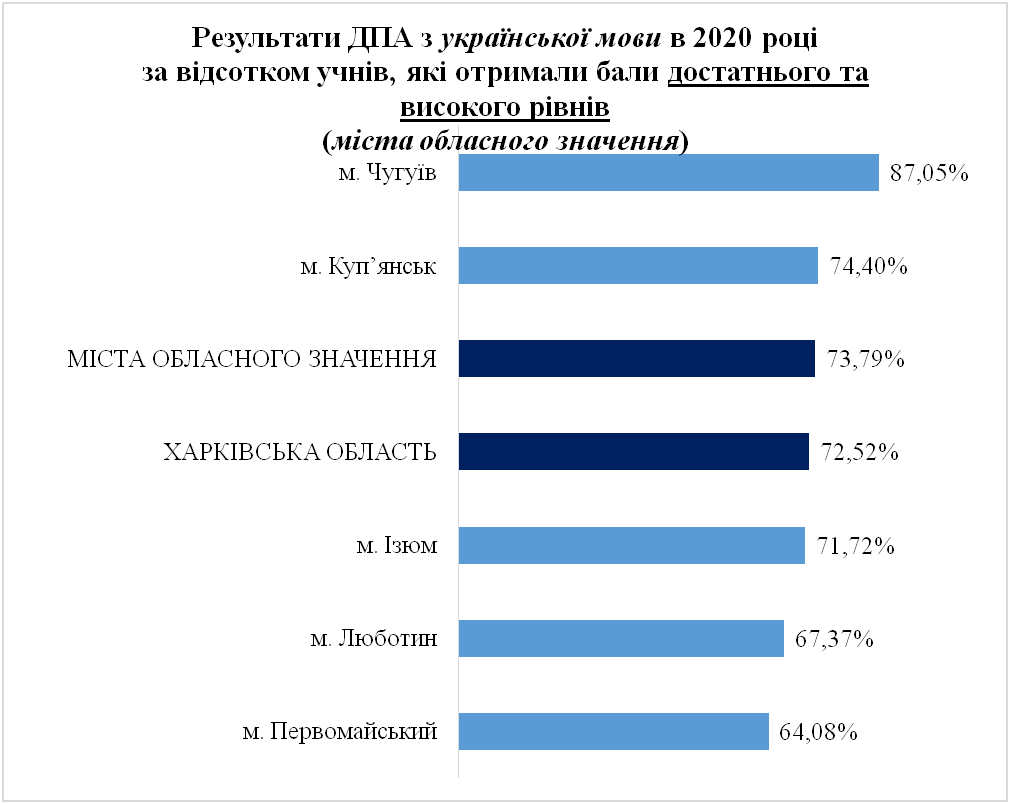 Результати ДПА з української мови в 2020 році
за відсотком учнів, які отримали бали достатнього та
високого рівнів
(міста обласного значення)
м. Чугуїв 87,05%
м. Куп’янськ 74,40%
МІСТА ОБЛАСНОГО ЗНАЧЕННЯ 73,79%
ХАРКІВСЬКА ОБЛАСТЬ 72,52%
м. Ізюм 71,72%
м. Люботин 67,37%
м. Первомайський 64,08%